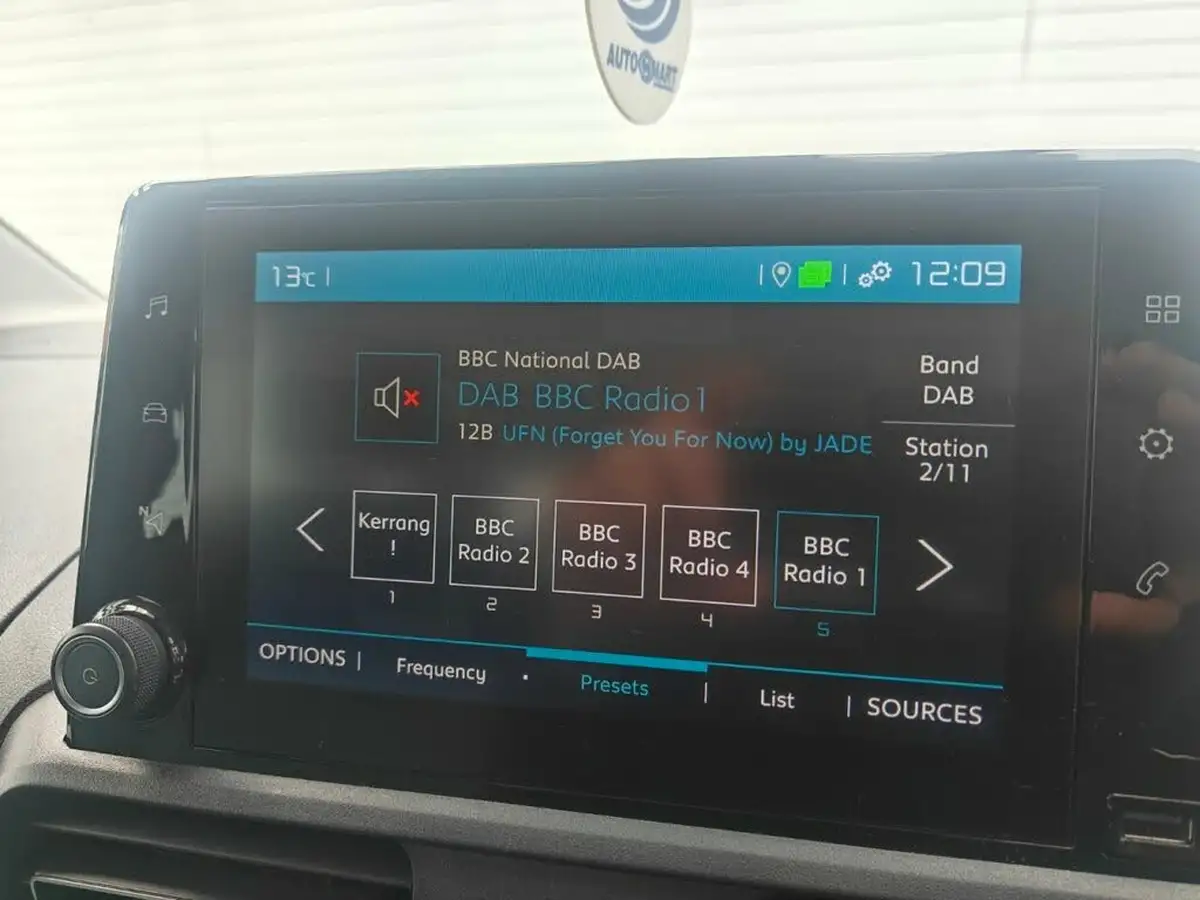 AUTOSMART
13°C
12:09
BBC National DAB
DAB BBC Radio 1
12B UFN (Forget You For Now) by JADE
Band
DAB
Station
2/11
N
Kerrang
!
1
BBC
Radio 2
2
BBC
Radio 3
3
BBC
Radio 4
4
BBC
Radio 1
5
OPTIONS
Frequency
Presets
List
SOURCES